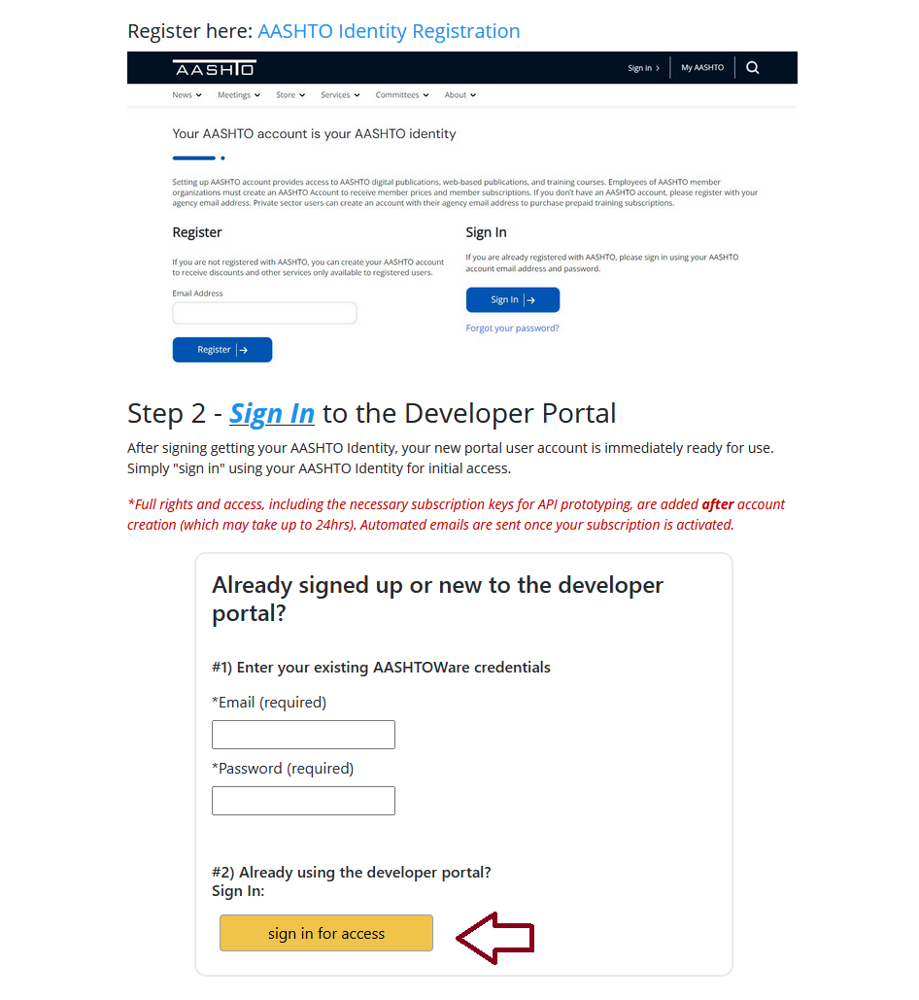 Register here: AASHTO Identity Registration
AASHTO
Sign in >
My AASHTO
News
Meetings
Store
Services
Committees
About
Your AASHTO account is your AASHTO identity
Setting up AASHTO account provides access to AASHTO digital publications, web-based publications, and training courses. Employees of AASHTO member
organizations must create an AASHTO Account to receive member prices and member subscriptions. If you don't have an AASHTO account, please register with your
agency email address. Private sector users can create an account with their agency email address to purchase prepaid training subscriptions.
Register
If you are not registered with AASHTO, you can create your AASHTO account
to receive discounts and other services only available to registered users.
Email Address
Register
Sign In
If you are already registered with AASHTO, please sign in using your AASHTO
account email address and password.
Sign In
Forgot your password?
Step 2 - Sign In to the Developer Portal
After signing getting your AASHTO Identity, your new portal user account is immediately ready for use.
Simply "sign in" using your AASHTO Identity for initial access.
*Full rights and access, including the necessary subscription keys for API prototyping, are added after account
creation (which may take up to 24hrs). Automated emails are sent once your subscription is activated.
Already signed up or new to the developer
portal?
#1) Enter your existing AASHTOWare credentials
*Email (required)
*Password (required)
#2) Already using the developer portal?
Sign In:
sign in for access